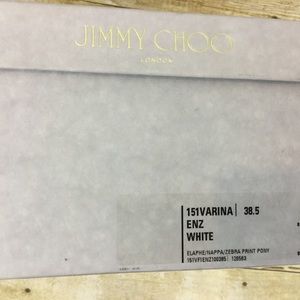 JIMMY CHOO
LONDON
151VARINA 38.5
ENZ
WHITE
ELAPHE/NAPPA/ZEBRA PRINT PONY